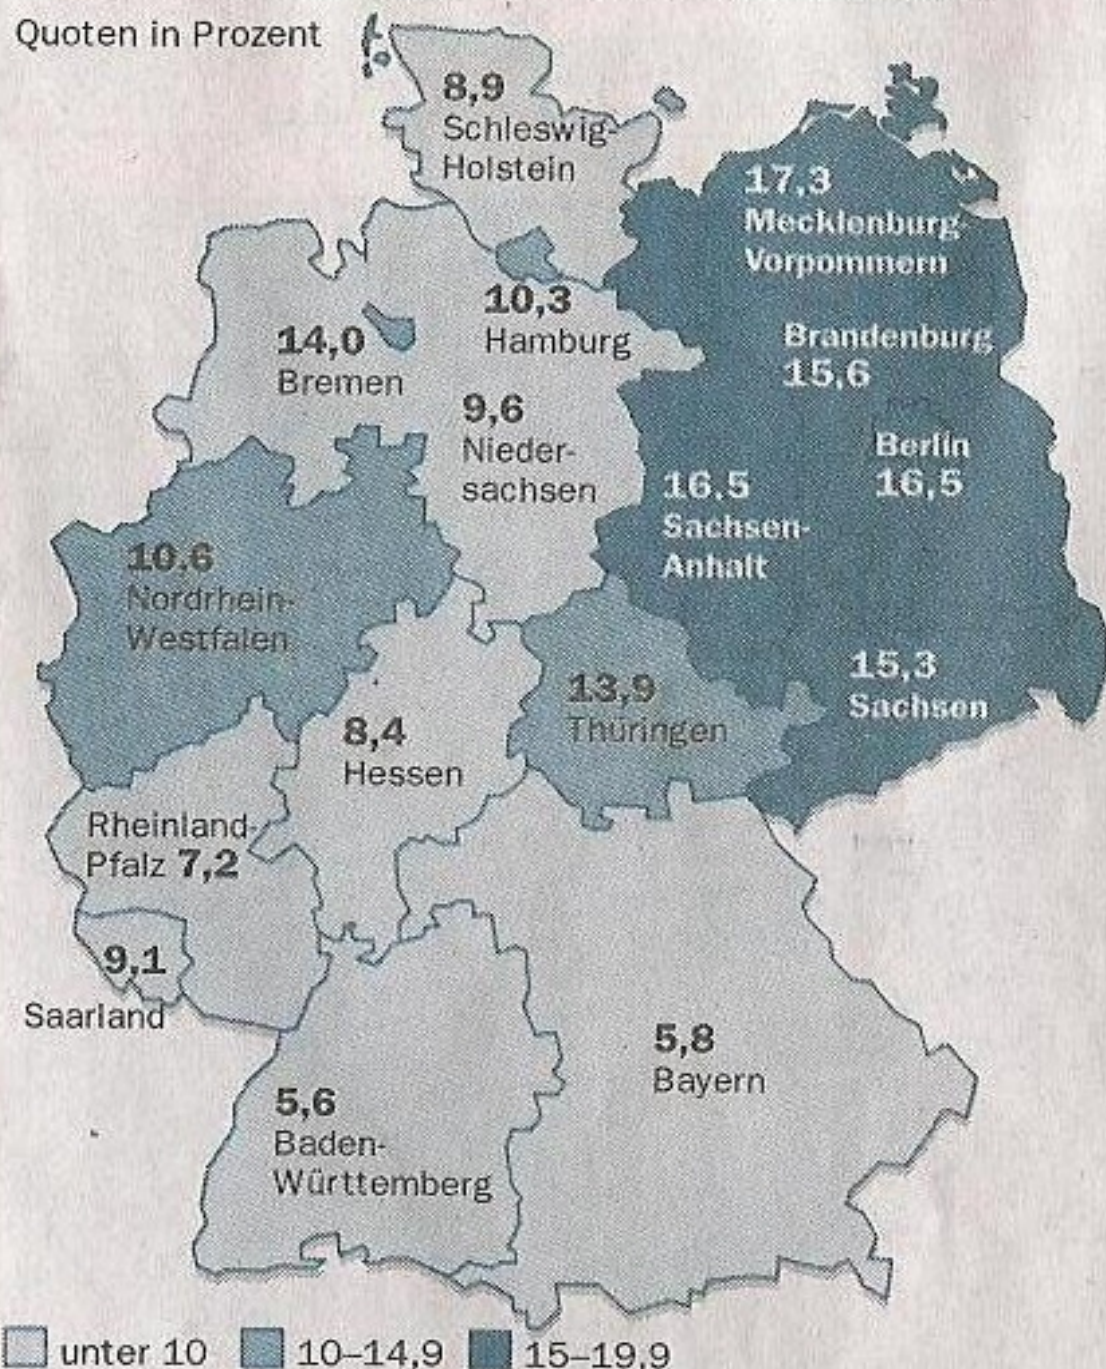 Quoten in Prozent
8,9
Schleswig-
Holstein
17,3
Mecklenburg-
Vorpommern
10,3
Hamburg
14,0
Bremen
Brandenburg
15,6
9,6
Nieder-
sachsen
Berlin
16,5
16.5
Sachsen-
Anhalt
10,6
Nordrhein-
Westfalen
15,3
Sachsen
13,9
Thüringen
8,4
Hessen
Rheinland-
Pfalz 7,2
9,1
Saarland
5,8
Bayern
5,6
Baden-
Württemberg
unter 10 10–14,9 15–19,9